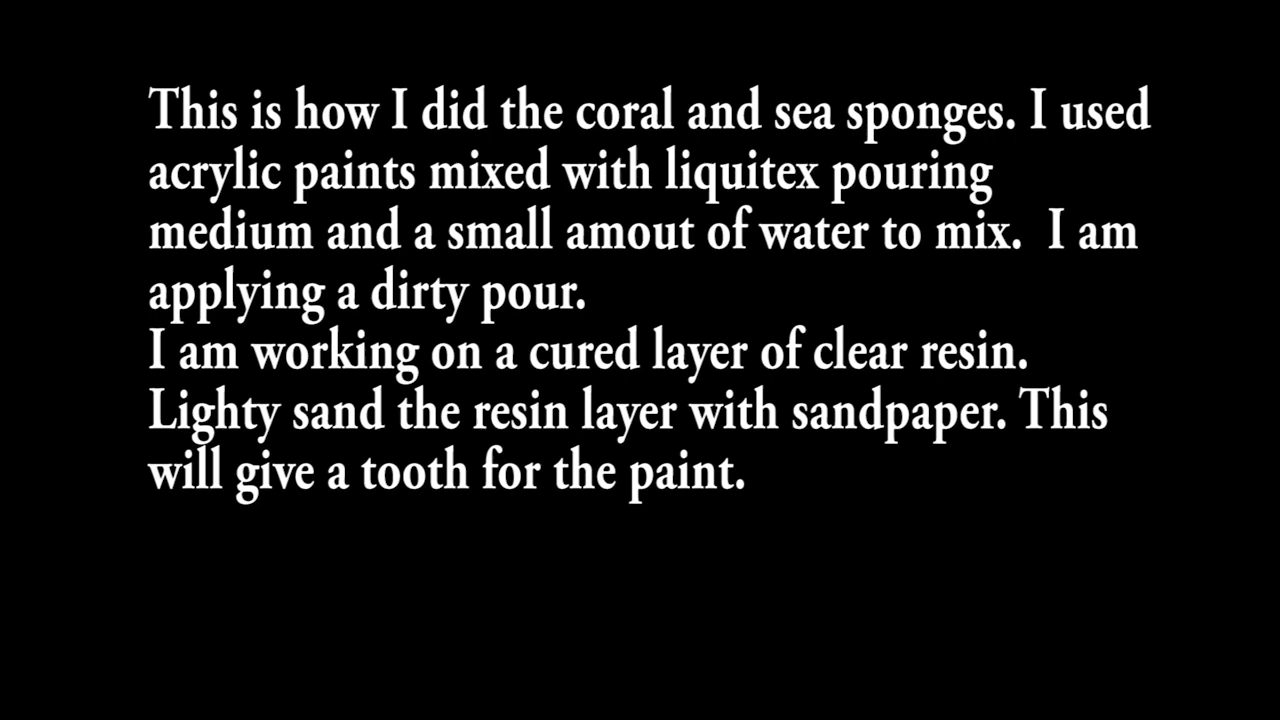 This is how I did the coral and sea sponges. I used
acrylic paints mixed with liquitex pouring
medium and a small amout of water to mix.  I am
applying a dirty pour.
I am working on a cured layer of clear resin.
Lighty sand the resin layer with sandpaper. This
will give a tooth for the paint.